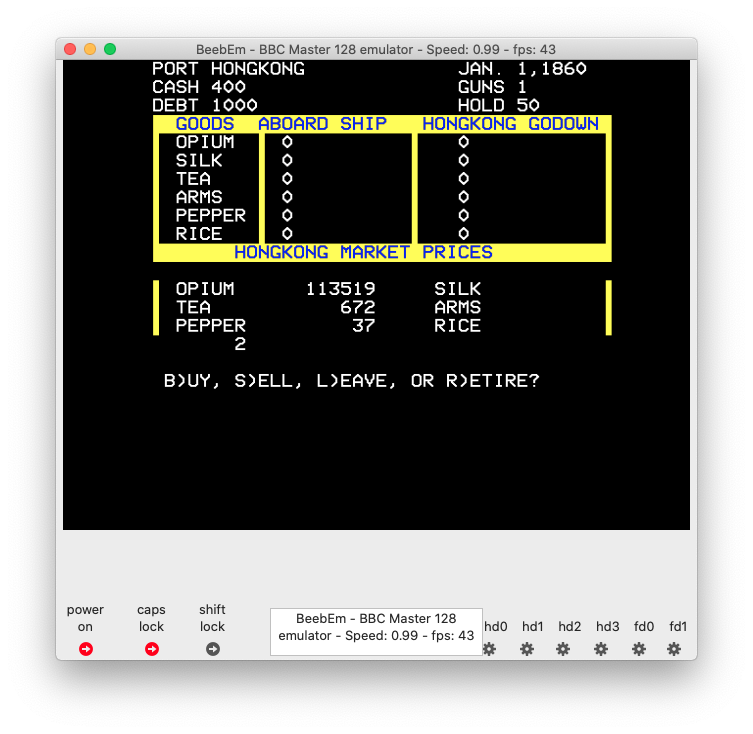 BeebEm - BBC Master 128 emulator - Speed: 0.99 - fps: 43
PORT HONGKONG JAN. 1,1860
CASH 400 GUNS 1
DEBT 1000 HOLD 50
GOODS ABOARD SHIP HONGKONG GODOWN
OPIUM 0 0
SILK 0 0
TEA 0 0
ARMS 0 0
PEPPER 0 0
RICE 0 0
HONGKONG MARKET PRICES
OPIUM 113519 SILK
TEA 672 ARMS
PEPPER 37 RICE
2
B)UY, S)ELL, L)EAVE, OR R)ETIRE?
power on caps lock shift lock
BeebEm - BBC Master 128
emulator - Speed: 0.99 - fps: 43
hd0 hd1 hd2 hd3 fd0 fd1